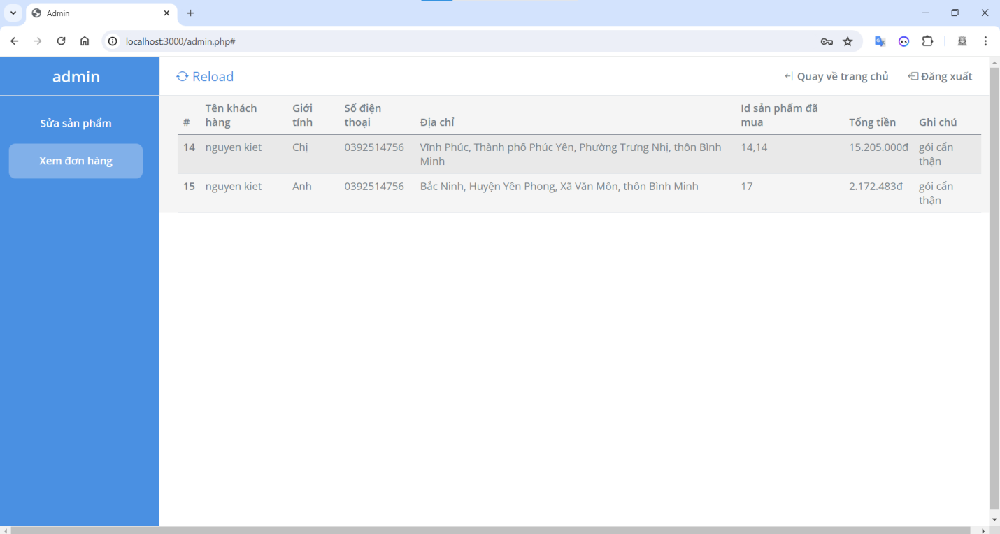 Admin
localhost:3000/admin.php#
admin
Reload
Quay về trang chủ
Đăng xuất
Sửa sản phẩm
Xem đơn hàng
# Tên khách hàng Giới tính Số điện thoại Địa chỉ Id sản phẩm đã mua Tổng tiền Ghi chú
14 nguyen kiet Chị 0392514756 Vĩnh Phúc, Thành phố Phúc Yên, Phường Trưng Nhị, thôn Bình Minh 14,14 15.205.000đ gói cẩn thận
15 nguyen kiet Anh 0392514756 Bắc Ninh, Huyện Yên Phong, Xã Văn Môn, thôn Bình Minh 17 2.172.483đ gói cẩn thận